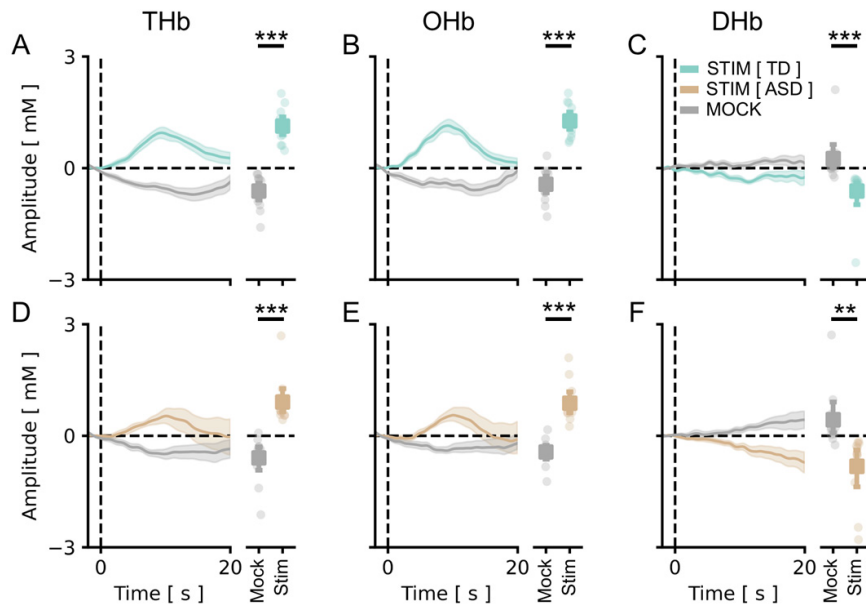 THb
OHb
DHb
A
***
B
***
C
***
3
0
−3
Amplitude [ mM ]
STIM [ TD ]
STIM [ ASD ]
MOCK
D
***
E
***
F
**
3
0
−3
Amplitude [ mM ]
0
20
0
20
0
20
Time [ s ]
Mock
Stim
Time [ s ]
Mock
Stim
Time [ s ]
Mock
Stim